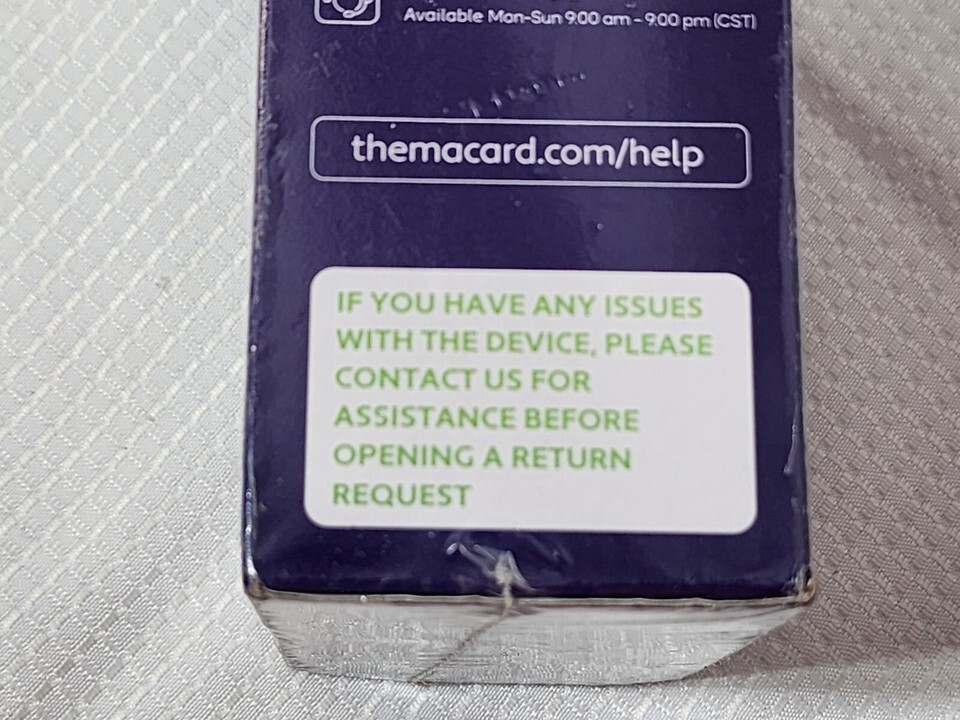 Available Mon-Sun 9:00 am - 9:00 pm (CST)
themacard.com/help
IF YOU HAVE ANY ISSUES
WITH THE DEVICE, PLEASE
CONTACT US FOR
ASSISTANCE BEFORE
OPENING A RETURN
REQUEST